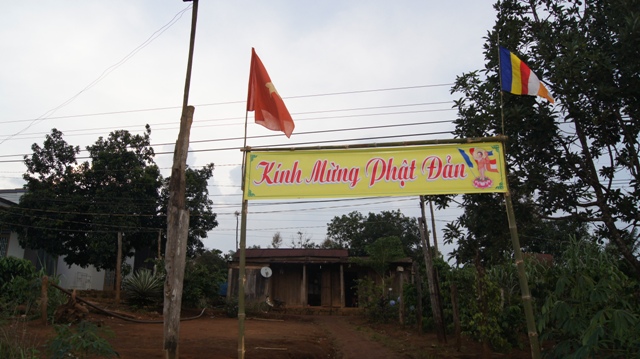 Kính Mừng Phật Đản